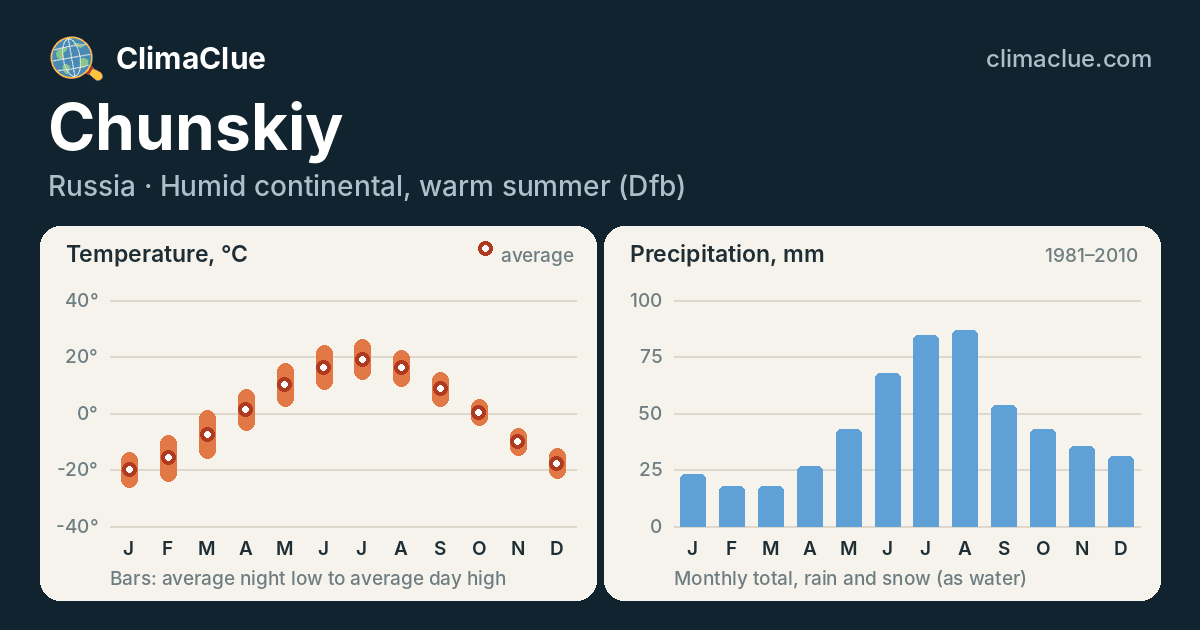 ClimaClue
climaclue.com
Chunskiy
Russia · Humid continental, warm summer (Dfb)
Temperature, °C
average
40°
20°
0°
-20°
-40°
J F M A M J J A S O N D
Bars: average night low to average day high
Precipitation, mm
1981–2010
100
75
50
25
0
J F M A M J J A S O N D
Monthly total, rain and snow (as water)